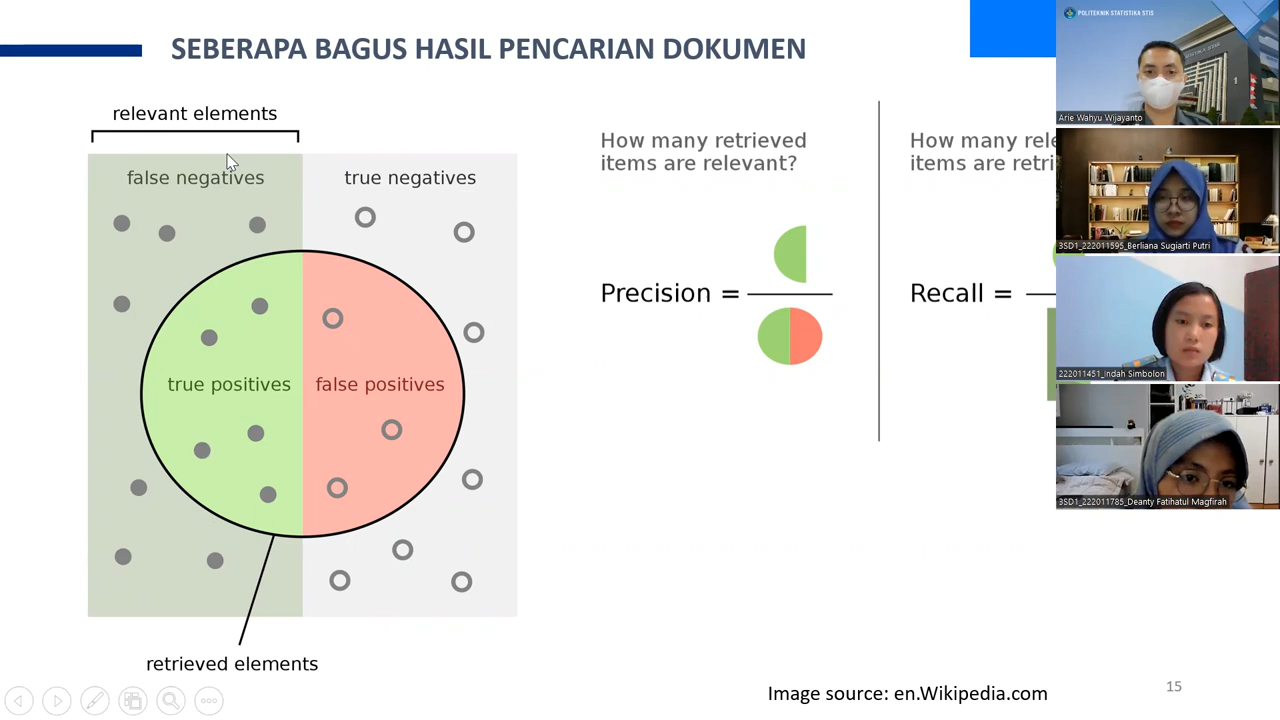 SEBERAPA BAGUS HASIL PENCARIAN DOKUMEN
relevant elements
false negatives
true negatives
true positives
false positives
retrieved elements
How many retrieved
items are relevant?
Precision =
How many
items are
Recall =
Image source: en.Wikipedia.com
15
POLITEKNIK STATISTIKA STIS
Arie Wahyu Wijayanto
3SD1_222011595_Berliana Sugiarti Putri
222011451_Indah Simbolon
3SD1_222011785_Deanty Fatihatul Magfirah